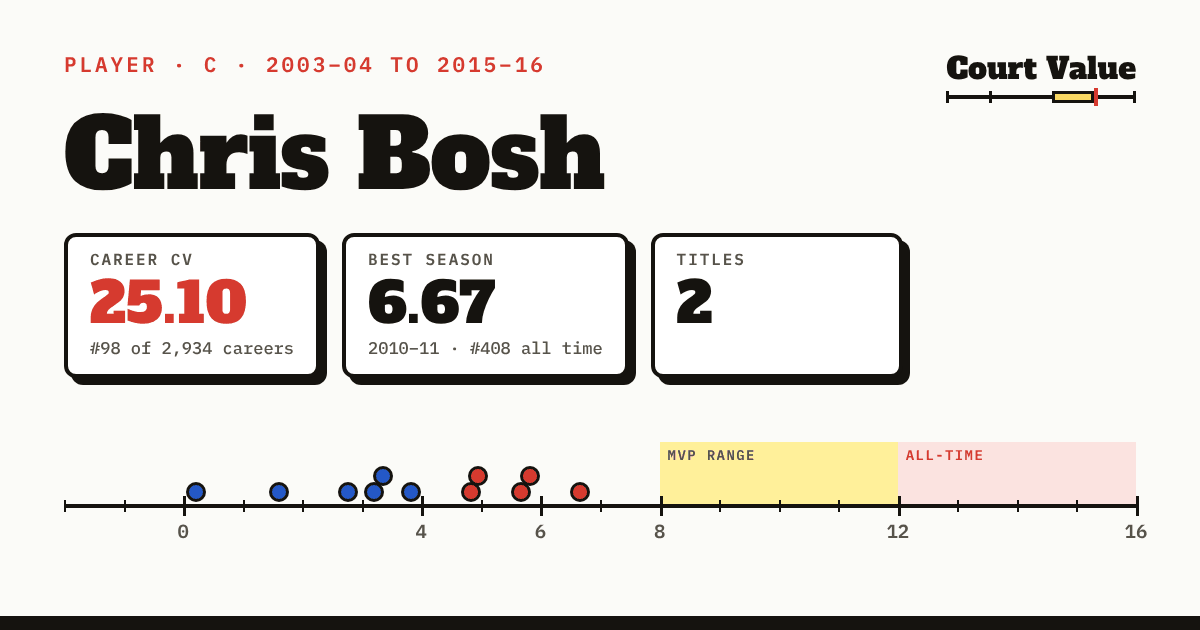 PLAYER · C · 2003–04 TO 2015–16
Court Value
Chris Bosh
CAREER CV
25.10
#98 of 2,934 careers
BEST SEASON
6.67
2010–11 · #408 all time
TITLES
2
MVP RANGE
ALL-TIME
0 4 6 8 12 16